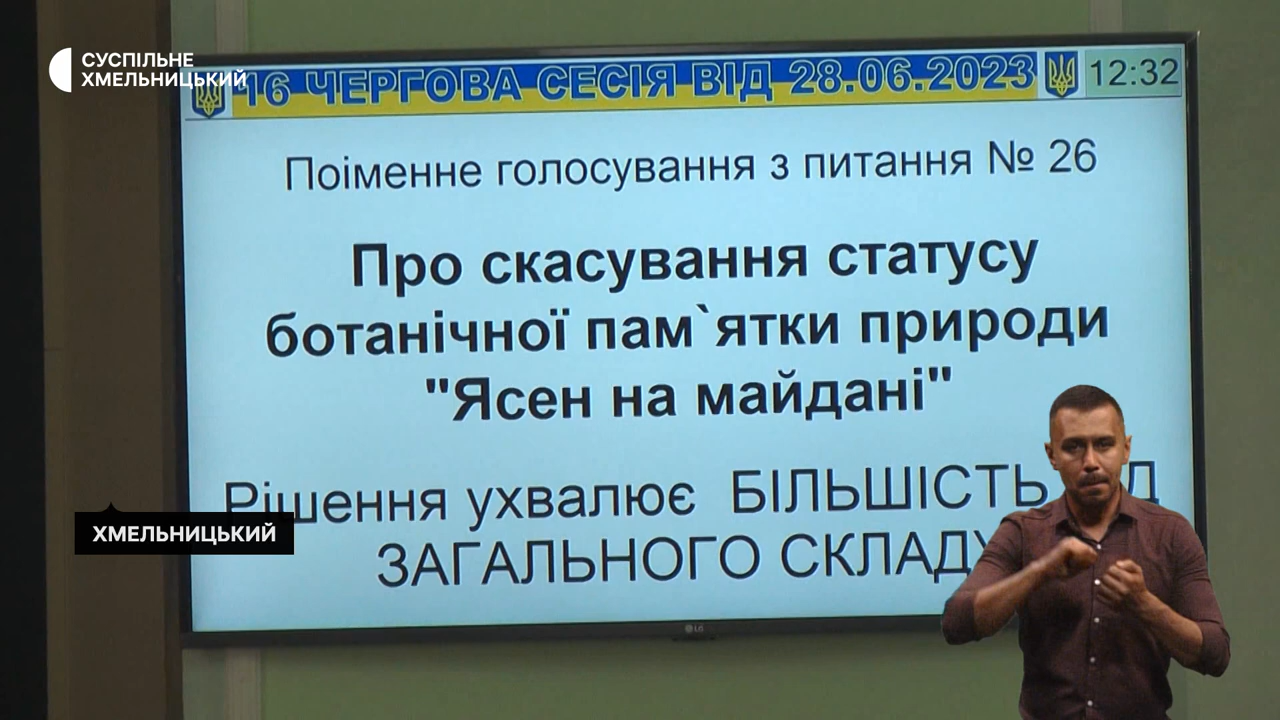 СУСПІЛЬНЕ
ХМЕЛЬНИЦЬКИЙ
16 ЧЕРГОВА СЕСІЯ ВІД 28.06.2023
12:32
Поіменне голосування з питання № 26
Про скасування статусу
ботанічної пам`ятки природи
"Ясен на майдані"
Рішення ухвалює БІЛЬШІСТЬ
ЗАГАЛЬНОГО СКЛАДУ
ХМЕЛЬНИЦЬКИЙ
LG